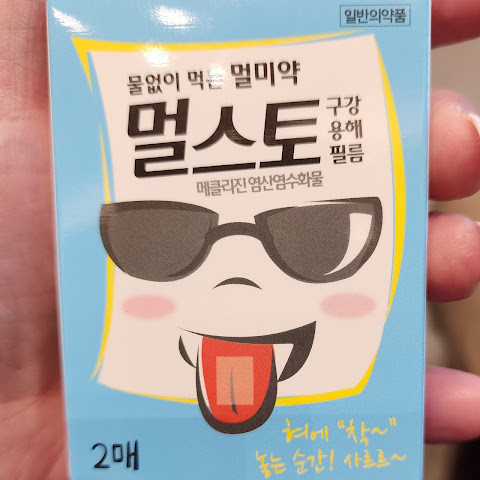 일반의약품
물없이 먹는 멀미약
멀스토
구강
용해
필름
메클리진 염산염수화물
혀에 "착~"
놓는 순간! 사르르~
2매